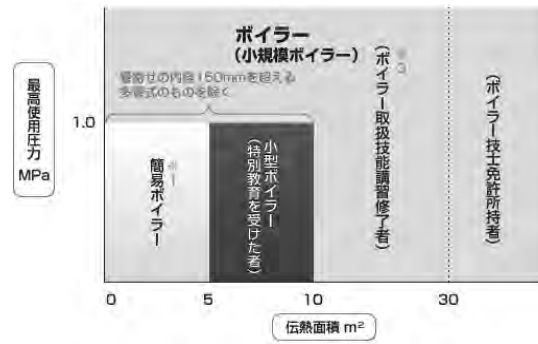 ボイラー
(小規模ボイラー)
管寄せの内径150mmを超える
多管式のものを除く
最高使用圧力
MPa
1.0
※1
簡易ボイラー
小型ボイラー
(特別教育を受けた者)
※3
(ボイラー取扱技能講習修了者)
(ボイラー技士免許所持者)
0
5
10
30
伝熱面積 m²